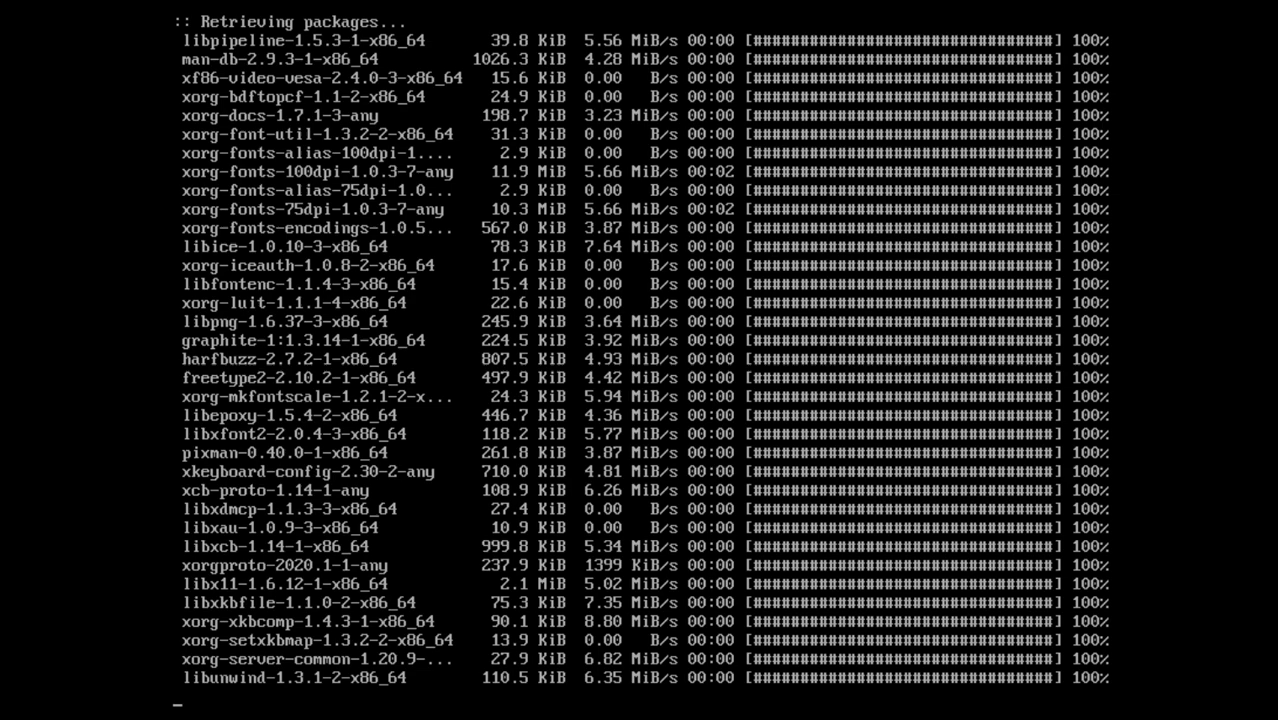 :: Retrieving packages...
libpipeline-1.5.3-1-x86_64 39.8 KiB 5.56 MiB/s 00:00 [################################] 100%
man-db-2.9.3-1-x86_64 1026.3 KiB 4.28 MiB/s 00:00 [################################] 100%
xf86-video-vesa-2.4.0-3-x86_64 15.6 KiB 0.00 B/s 00:00 [################################] 100%
xorg-bdftopcf-1.1-2-x86_64 24.9 KiB 0.00 B/s 00:00 [################################] 100%
xorg-docs-1.7.1-3-any 198.7 KiB 3.23 MiB/s 00:00 [################################] 100%
xorg-font-util-1.3.2-2-x86_64 31.3 KiB 0.00 B/s 00:00 [################################] 100%
xorg-fonts-alias-100dpi-1.... 2.9 KiB 0.00 B/s 00:00 [################################] 100%
xorg-fonts-100dpi-1.0.3-7-any 11.9 MiB 5.66 MiB/s 00:02 [################################] 100%
xorg-fonts-alias-75dpi-1.0... 2.9 KiB 0.00 B/s 00:00 [################################] 100%
xorg-fonts-75dpi-1.0.3-7-any 10.3 MiB 5.66 MiB/s 00:02 [################################] 100%
xorg-fonts-encodings-1.0.5... 567.0 KiB 3.87 MiB/s 00:00 [################################] 100%
libice-1.0.10-3-x86_64 78.3 KiB 7.64 MiB/s 00:00 [################################] 100%
xorg-iceauth-1.0.8-2-x86_64 17.6 KiB 0.00 B/s 00:00 [################################] 100%
libfontenc-1.1.4-3-x86_64 15.4 KiB 0.00 B/s 00:00 [################################] 100%
xorg-luit-1.1.1-4-x86_64 22.6 KiB 0.00 B/s 00:00 [################################] 100%
libpng-1.6.37-3-x86_64 245.9 KiB 3.64 MiB/s 00:00 [################################] 100%
graphite-1:1.3.14-1-x86_64 224.5 KiB 3.92 MiB/s 00:00 [################################] 100%
harfbuzz-2.7.2-1-x86_64 807.5 KiB 4.93 MiB/s 00:00 [################################] 100%
freetype2-2.10.2-1-x86_64 497.9 KiB 4.42 MiB/s 00:00 [################################] 100%
xorg-mkfontscale-1.2.1-2-x... 24.3 KiB 5.94 MiB/s 00:00 [################################] 100%
libepoxy-1.5.4-2-x86_64 446.7 KiB 4.36 MiB/s 00:00 [################################] 100%
libxfont2-2.0.4-3-x86_64 118.2 KiB 5.77 MiB/s 00:00 [################################] 100%
pixman-0.40.0-1-x86_64 261.8 KiB 3.87 MiB/s 00:00 [################################] 100%
xkeyboard-config-2.30-2-any 710.0 KiB 4.81 MiB/s 00:00 [################################] 100%
xcb-proto-1.14-1-any 108.9 KiB 6.26 MiB/s 00:00 [################################] 100%
libxdmcp-1.1.3-3-x86_64 27.4 KiB 0.00 B/s 00:00 [################################] 100%
libxau-1.0.9-3-x86_64 10.9 KiB 0.00 B/s 00:00 [################################] 100%
libxcb-1.14-1-x86_64 999.8 KiB 5.34 MiB/s 00:00 [################################] 100%
xorgproto-2020.1-1-any 237.9 KiB 1399 KiB/s 00:00 [################################] 100%
libx11-1.6.12-1-x86_64 2.1 MiB 5.02 MiB/s 00:00 [################################] 100%
libxkbfile-1.1.0-2-x86_64 75.3 KiB 7.35 MiB/s 00:00 [################################] 100%
xorg-xkbcomp-1.4.3-1-x86_64 90.1 KiB 8.80 MiB/s 00:00 [################################] 100%
xorg-setxkbmap-1.3.2-2-x86_64 13.9 KiB 0.00 B/s 00:00 [################################] 100%
xorg-server-common-1.20.9-... 27.9 KiB 6.82 MiB/s 00:00 [################################] 100%
libunwind-1.3.1-2-x86_64 110.5 KiB 6.35 MiB/s 00:00 [################################] 100%